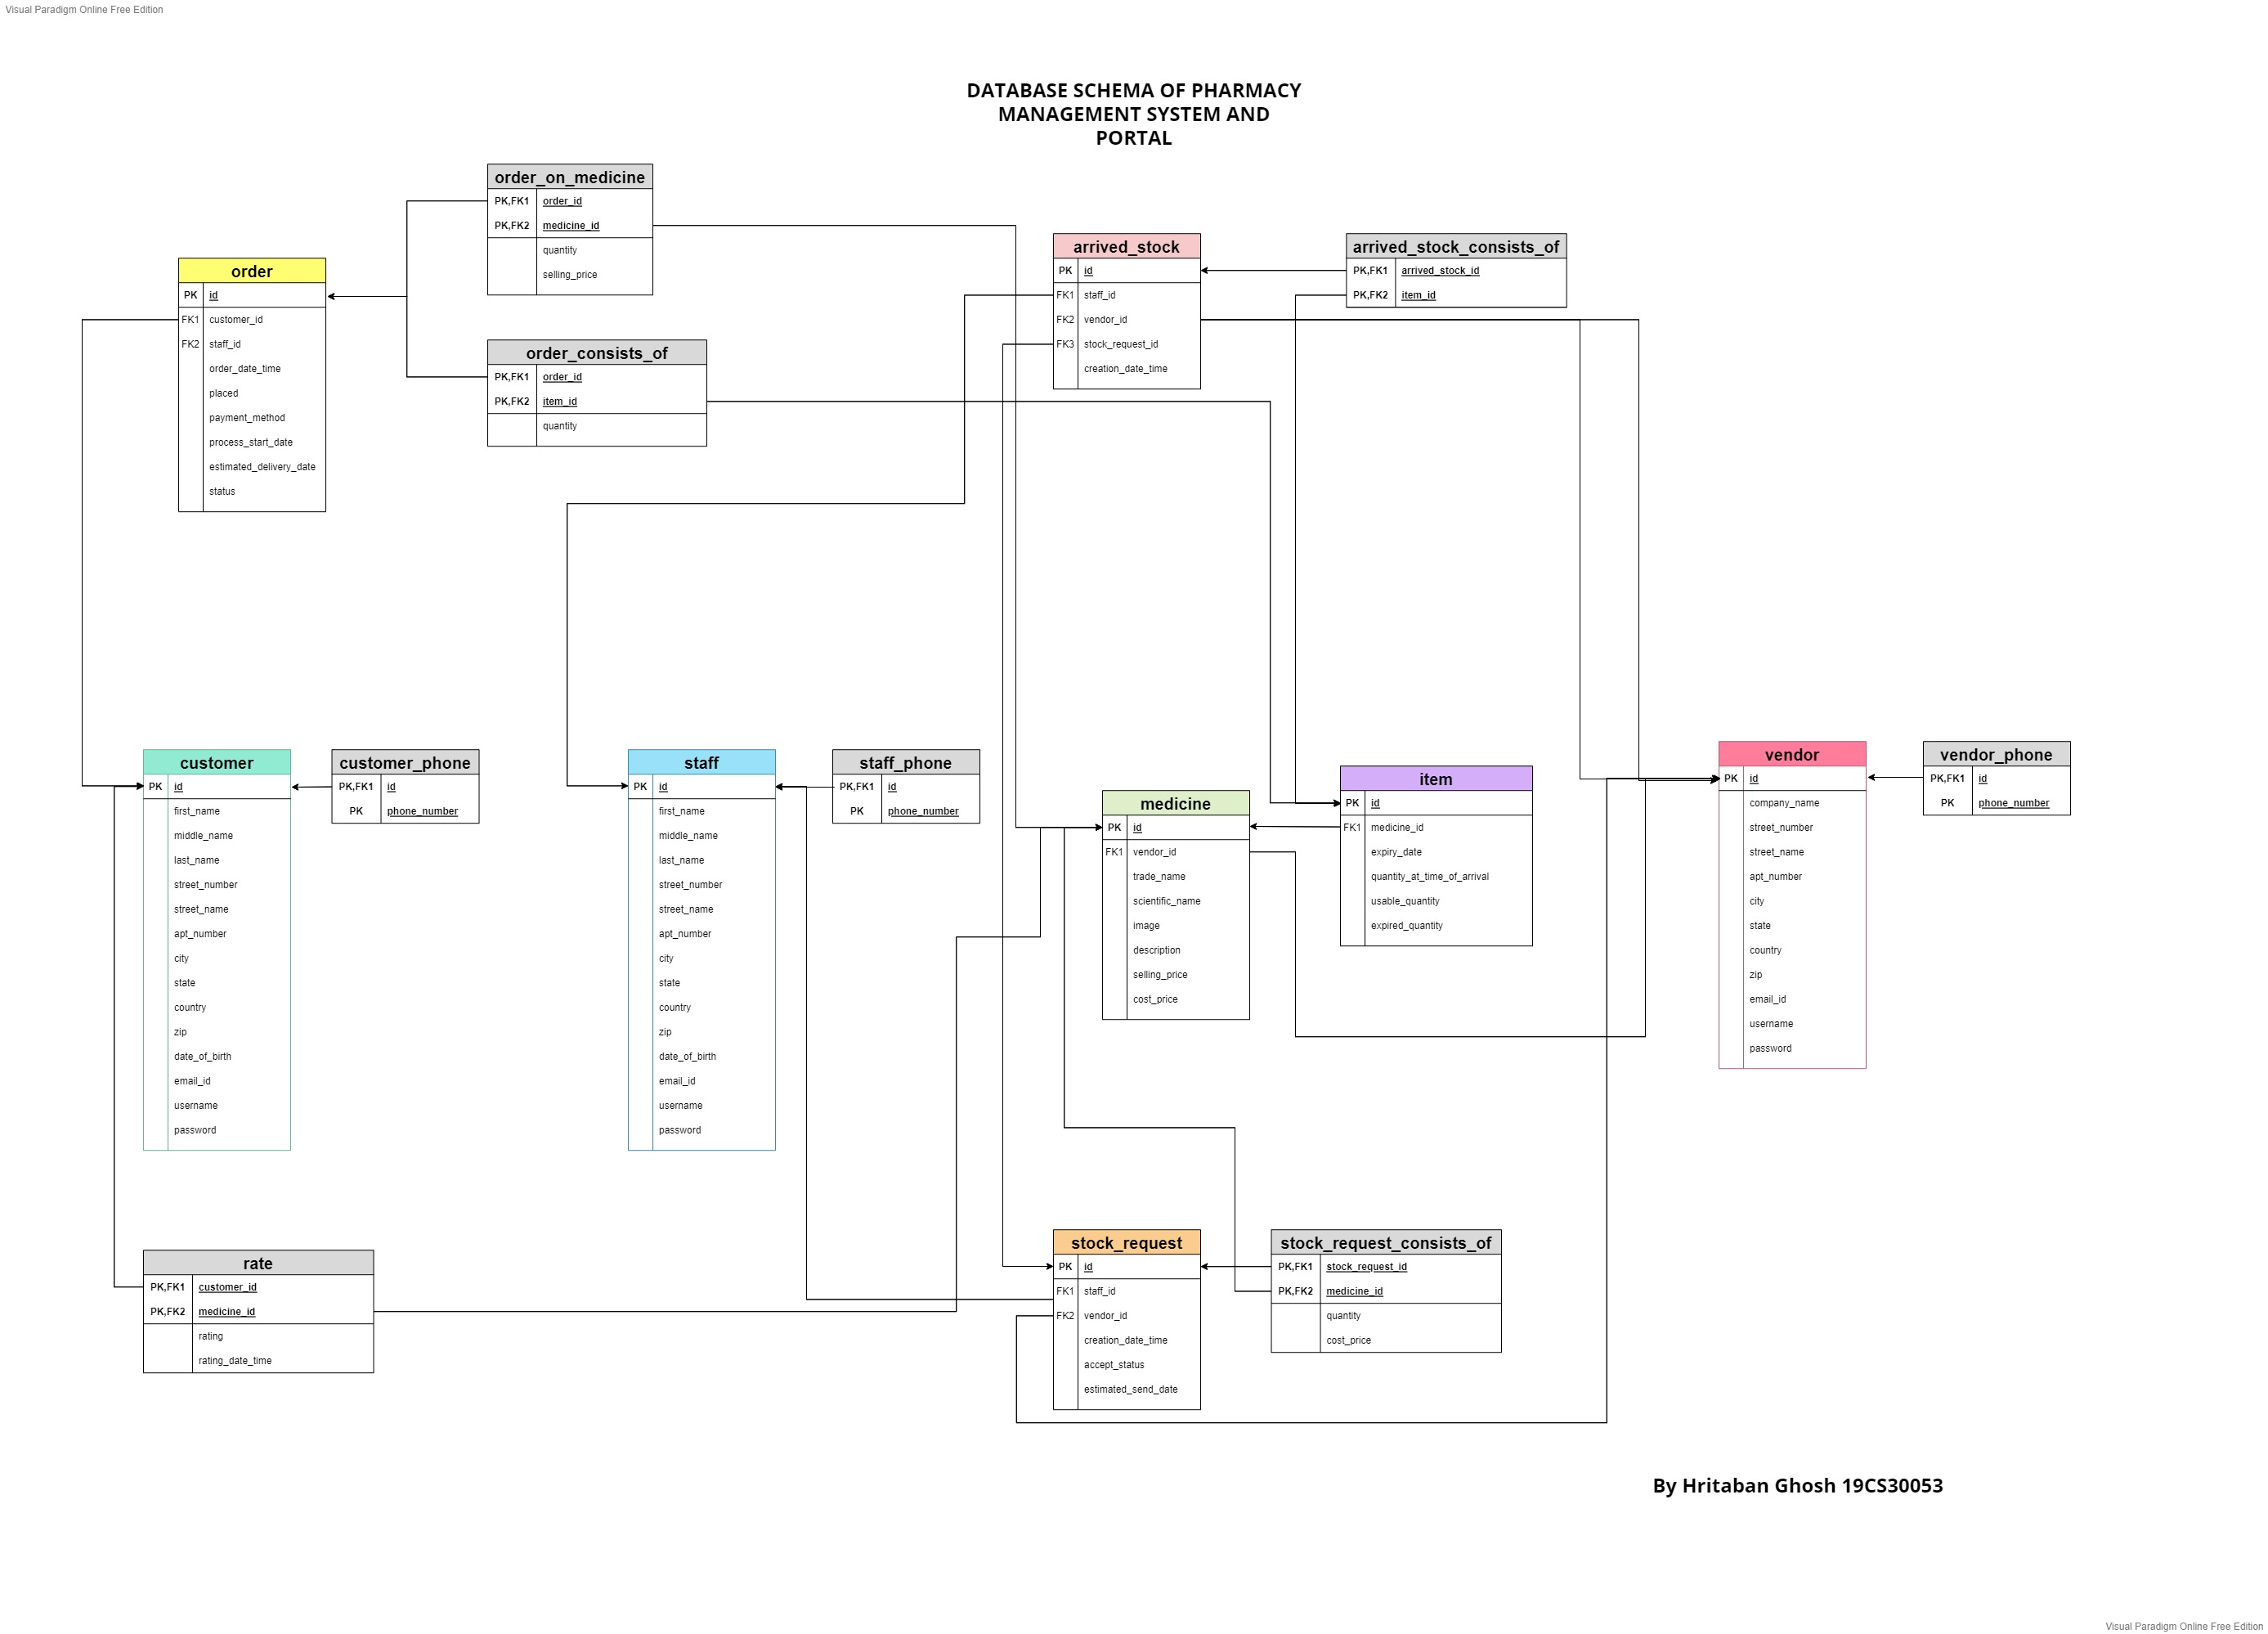 Visual Paradigm Online Free Edition
DATABASE SCHEMA OF PHARMACY
MANAGEMENT SYSTEM AND
PORTAL
order_on_medicine
PK,FK1 order_id
PK,FK2 medicine_id
quantity
selling_price
order
PK id
FK1 customer_id
FK2 staff_id
order_date_time
placed
payment_method
process_start_date
estimated_delivery_date
status
order_consists_of
PK,FK1 order_id
PK,FK2 item_id
quantity
arrived_stock
PK id
FK1 staff_id
FK2 vendor_id
FK3 stock_request_id
creation_date_time
arrived_stock_consists_of
PK,FK1 arrived_stock_id
PK,FK2 item_id
customer
PK id
first_name
middle_name
last_name
street_number
street_name
apt_number
city
state
country
zip
date_of_birth
email_id
username
password
customer_phone
PK,FK1 id
PK phone_number
staff
PK id
first_name
middle_name
last_name
street_number
street_name
apt_number
city
state
country
zip
date_of_birth
email_id
username
password
staff_phone
PK,FK1 id
PK phone_number
medicine
PK id
FK1 vendor_id
trade_name
scientific_name
image
description
selling_price
cost_price
item
PK id
FK1 medicine_id
expiry_date
quantity_at_time_of_arrival
usable_quantity
expired_quantity
vendor
PK id
company_name
street_number
street_name
apt_number
city
state
country
zip
email_id
username
password
vendor_phone
PK,FK1 id
PK phone_number
rate
PK,FK1 customer_id
PK,FK2 medicine_id
rating
rating_date_time
stock_request
PK id
FK1 staff_id
FK2 vendor_id
creation_date_time
accept_status
estimated_send_date
stock_request_consists_of
PK,FK1 stock_request_id
PK,FK2 medicine_id
quantity
cost_price
By Hritaban Ghosh 19CS30053
Visual Paradigm Online Free Edition